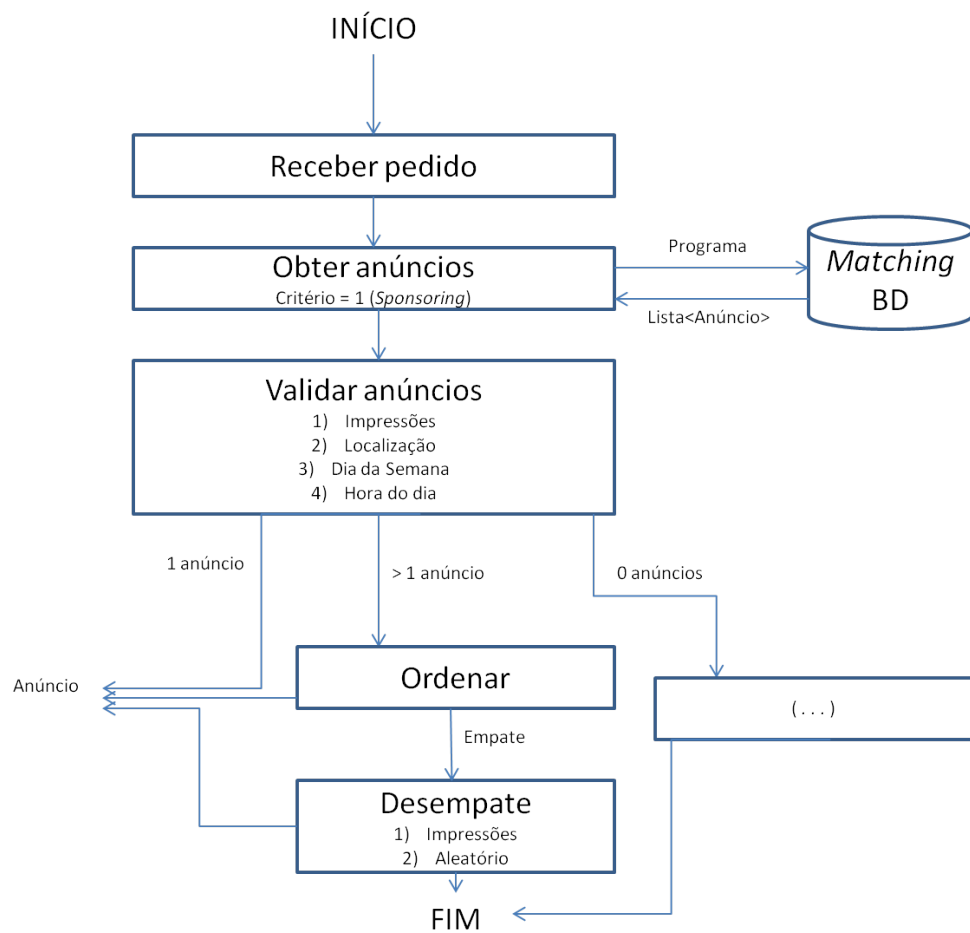 INÍCIO
Receber pedido
Obter anúncios
Critério = 1 (Sponsoring)
Programa
Lista<Anúncio>
Matching
BD
Validar anúncios
1) Impressões
2) Localização
3) Dia da Semana
4) Hora do dia
1 anúncio
> 1 anúncio
0 anúncios
Anúncio
Ordenar
( . . . )
Empate
Desempate
1) Impressões
2) Aleatório
FIM